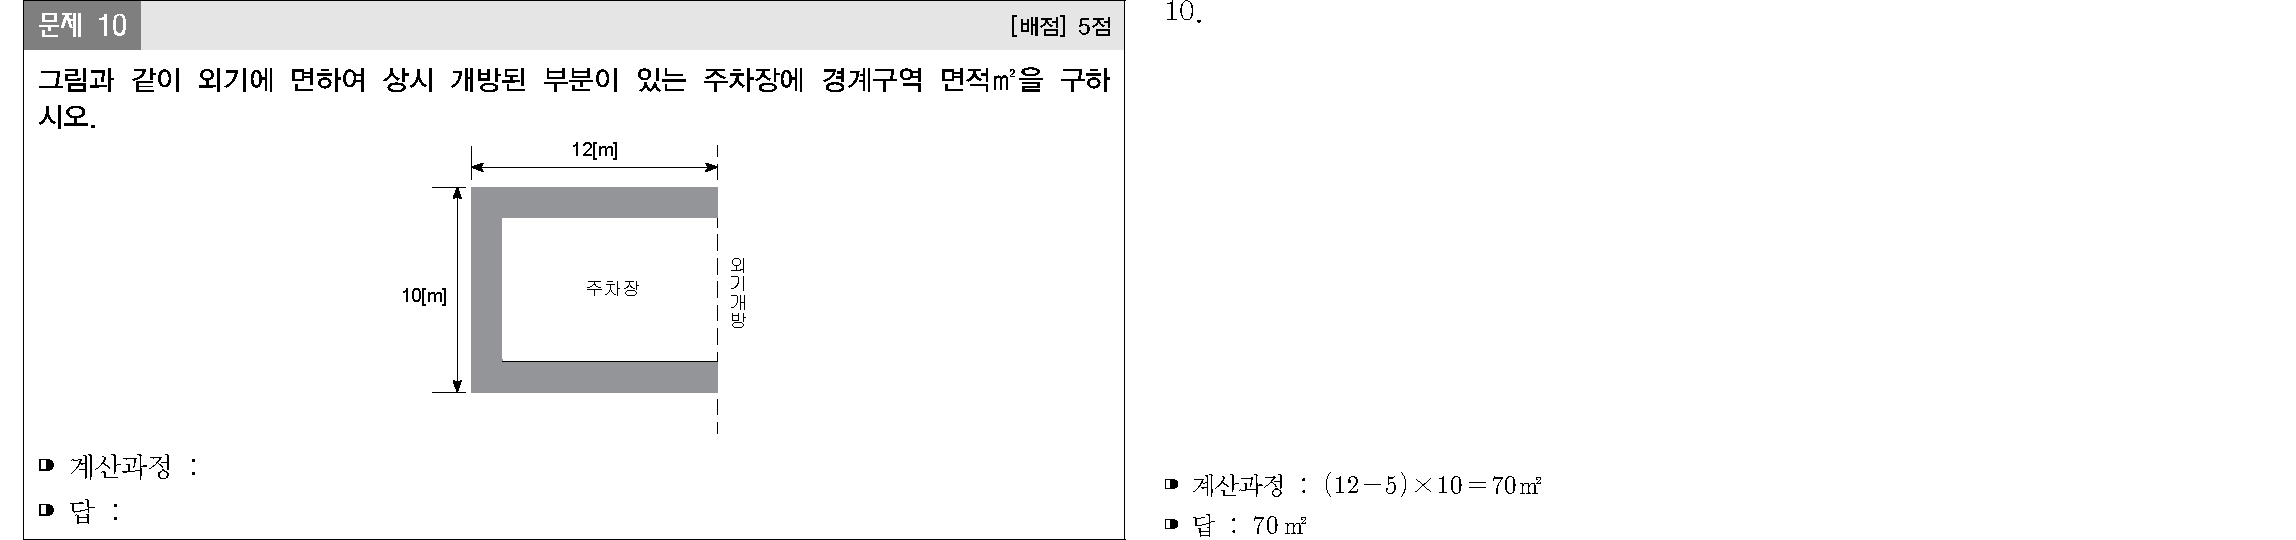 문제 10
[배점] 5점
그림과 같이 외기에 면하여 상시 개방된 부분이 있는 주차장에 경계구역 면적㎡을 구하
시오.
12[m]
10[m]
주차장
외기개방
계산과정 :
답 :
10.
계산과정 : (12-5)×10=70㎡
답 : 70㎡